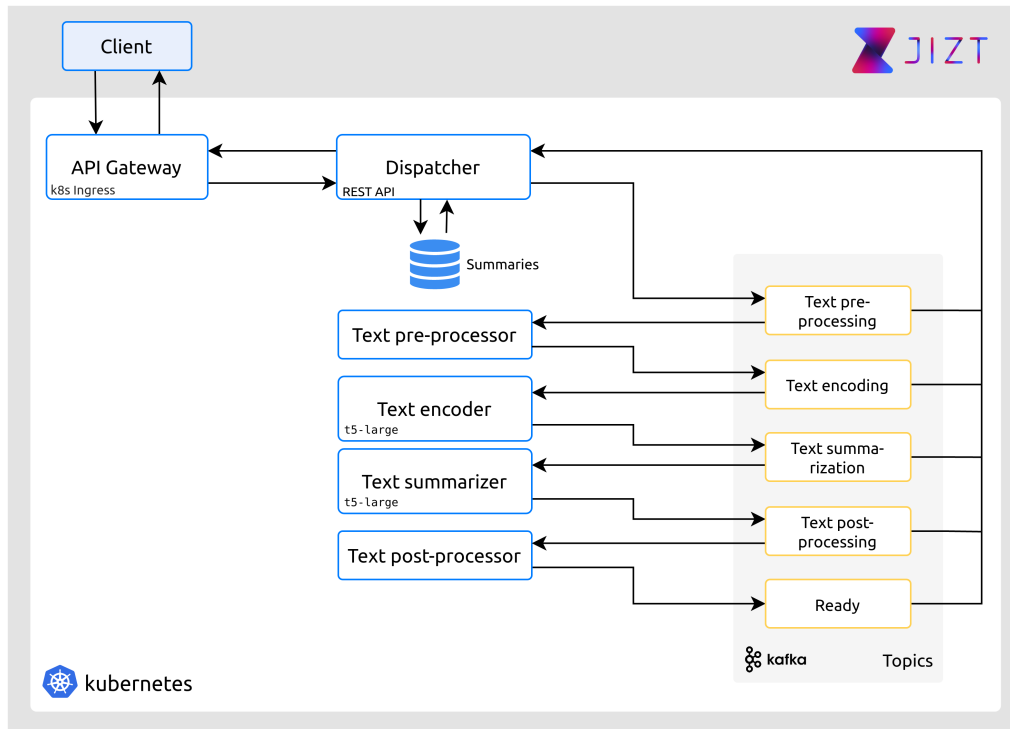 Client
JIZT
API Gateway
k8s Ingress
Dispatcher
REST API
Summaries
Text pre-
processing
Text pre-processor
Text encoding
Text encoder
t5-large
Text summa-
rization
Text summarizer
t5-large
Text post-
processing
Text post-processor
Ready
kafka
Topics
kubernetes